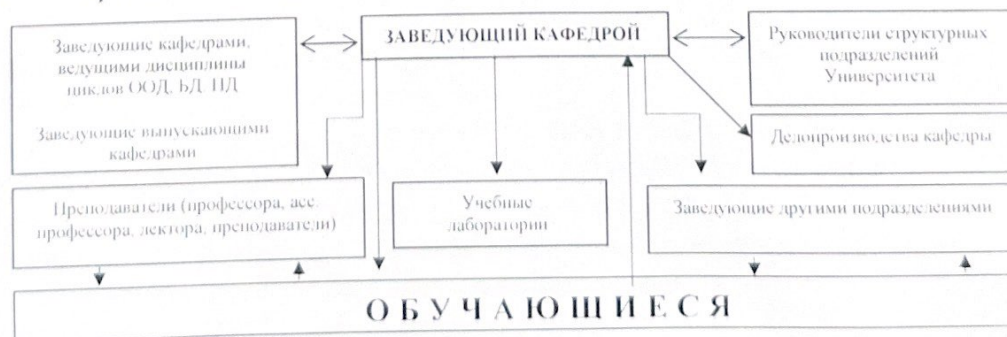 ЗАВЕДУЮЩИЙ КАФЕДРОЙ
Заведующие кафедрами,
ведущими дисциплины
циклов ООД, БД, ПД
Заведующие выпускающими
кафедрами
Руководители структурных
подразделений
Университета
Делопроизводства кафедры
Преподаватели (профессора, асс.
профессора, лектора, преподаватели)
Учебные
лаборатории
Заведующие другими подразделениями
ОБУЧАЮЩИЕСЯ